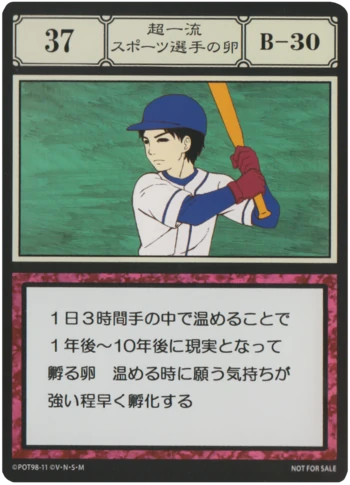 37
超一流
スポーツ選手の卵
B-30
1日3時間手の中で温めることで
1年後～10年後に現実となって
孵る卵　温める時に願う気持ちが
強い程早く孵化する
©POT98-11 ©V・N・S・M
NOT FOR SALE